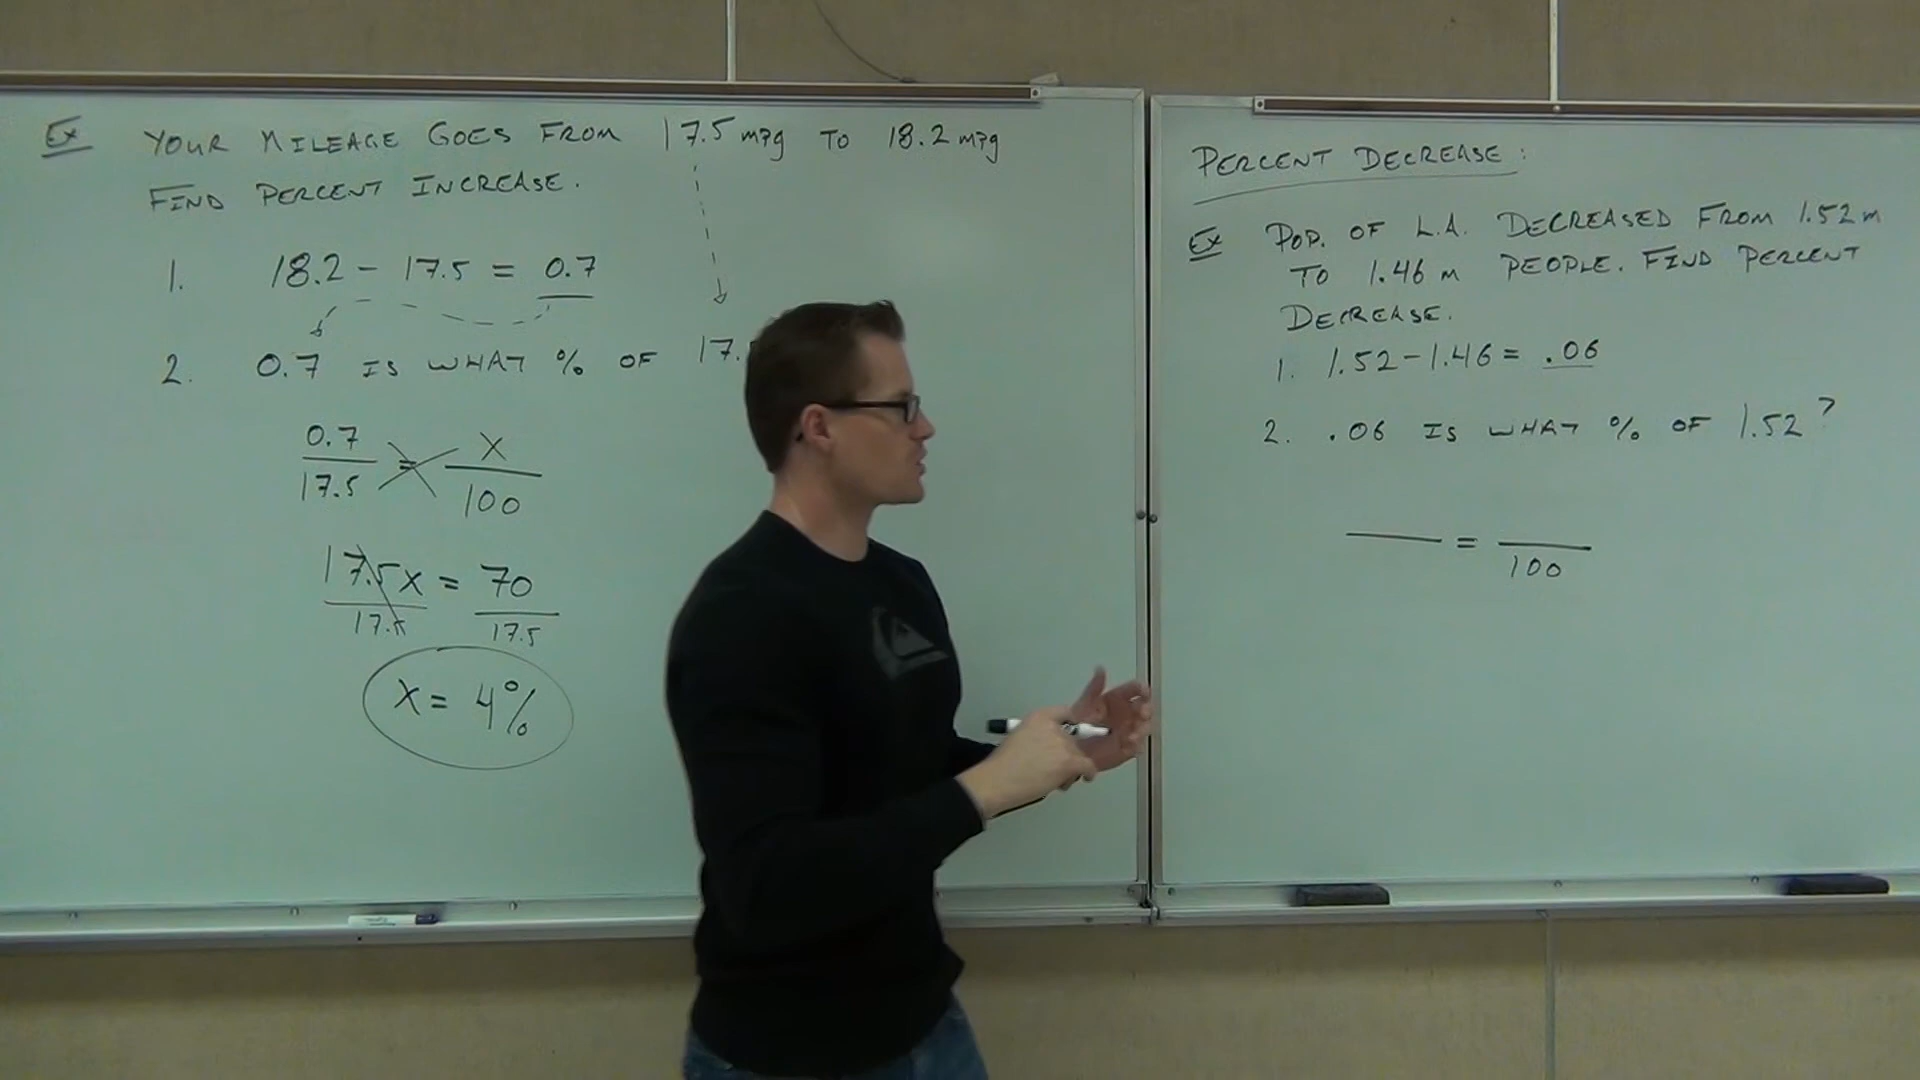 Ex YOUR MILEAGE GOES FROM 17.5 mpg TO 18.2 mpg
FIND PERCENT INCREASE.
1. 18.2 - 17.5 = 0.7
2. 0.7 IS WHAT % OF 17.
0.7 / 17.5 = X / 100
17.5X / 17.5 = 70 / 17.5
X = 4%
PERCENT DECREASE:
Ex POP. OF L.A. DECREASED FROM 1.52 m
TO 1.46 m PEOPLE. FIND PERCENT
DECREASE.
1. 1.52 - 1.46 = .06
2. .06 IS WHAT % OF 1.52?
= / 100